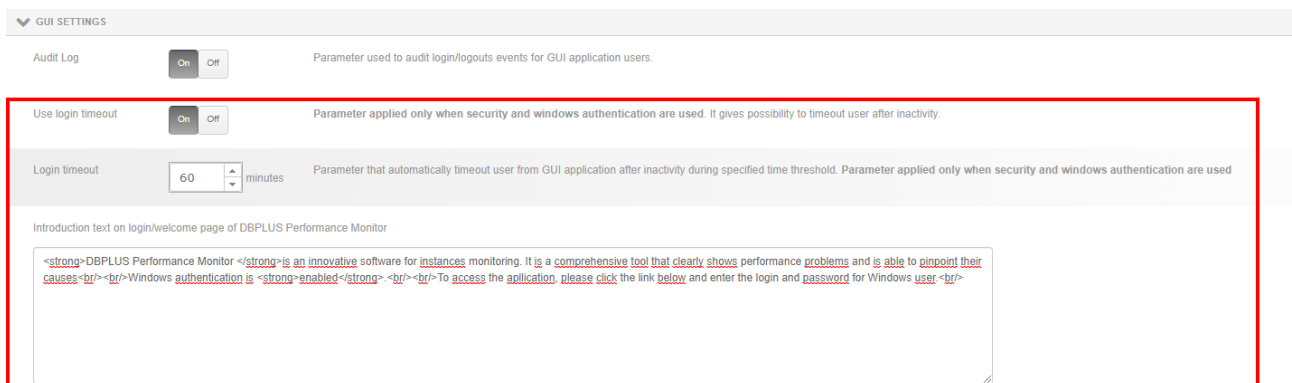 GUI SETTINGS
Audit Log On Off Parameter used to audit login/logouts events for GUI application users.
Use login timeout On Off Parameter applied only when security and windows authentication are used. It gives possibility to timeout user after inactivity.
Login timeout 60 minutes Parameter that automatically timeout user from GUI application after inactivity during specified time threshold. Parameter applied only when security and windows authentication are used
Introduction text on login/welcome page of DBPLUS Performance Monitor
<strong>DBPLUS Performance Monitor </strong>is an innovative software for instances monitoring. It is a comprehensive tool that clearly shows performance problems and is able to pinpoint their
causes<br/><br/>Windows authentication is <strong>enabled</strong>.<br/><br/>To access the apllication, please click the link below and enter the login and password for Windows user.<br/>